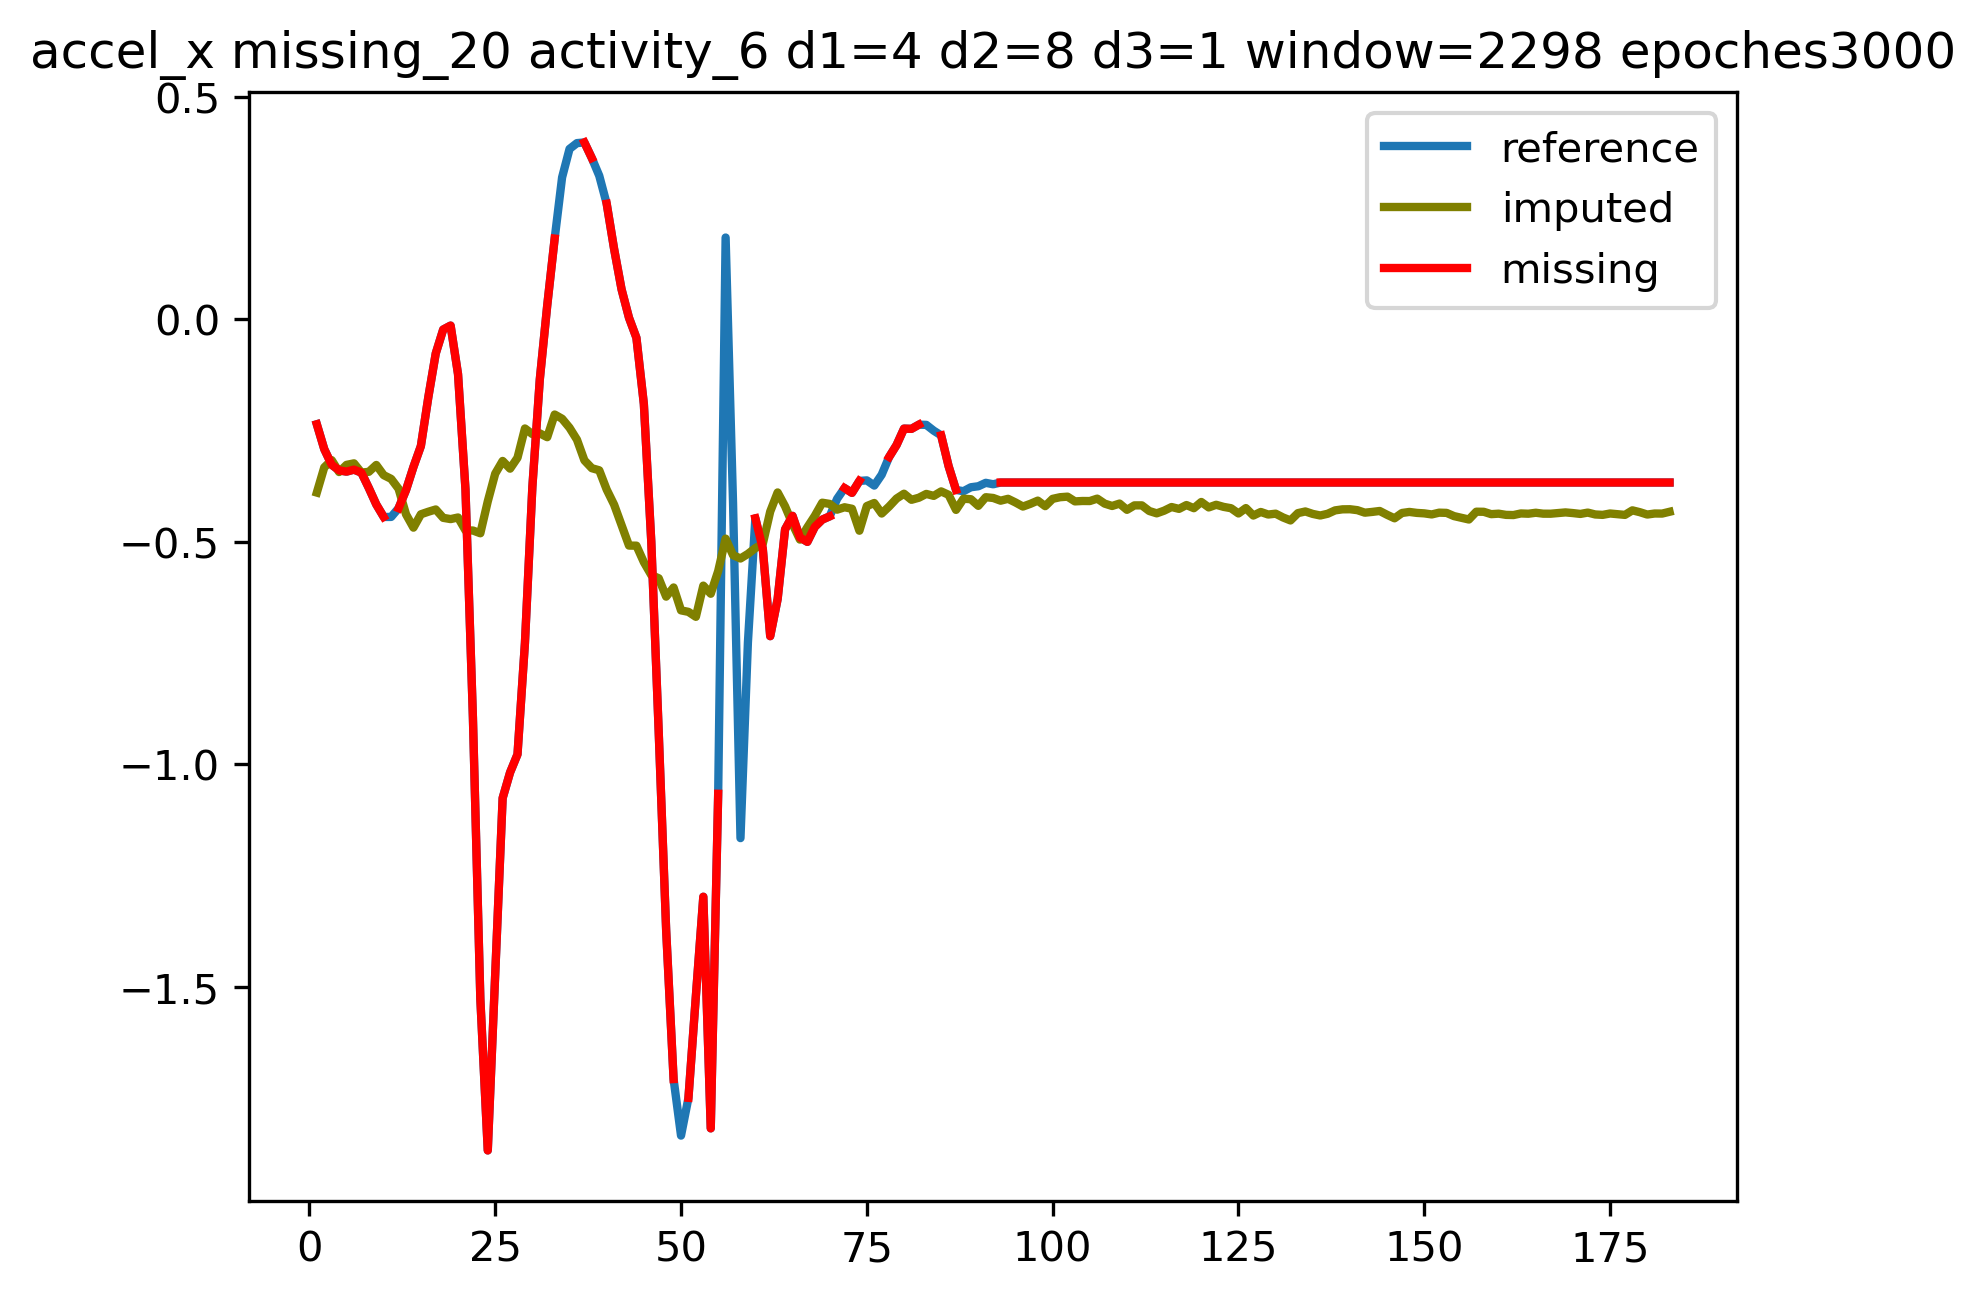 accel_x missing_20 activity_6 d1=4 d2=8 d3=1 window=2298 epoches3000
0.5
0.0
−0.5
−1.0
−1.5
reference
imputed
missing
0 25 50 75 100 125 150 175